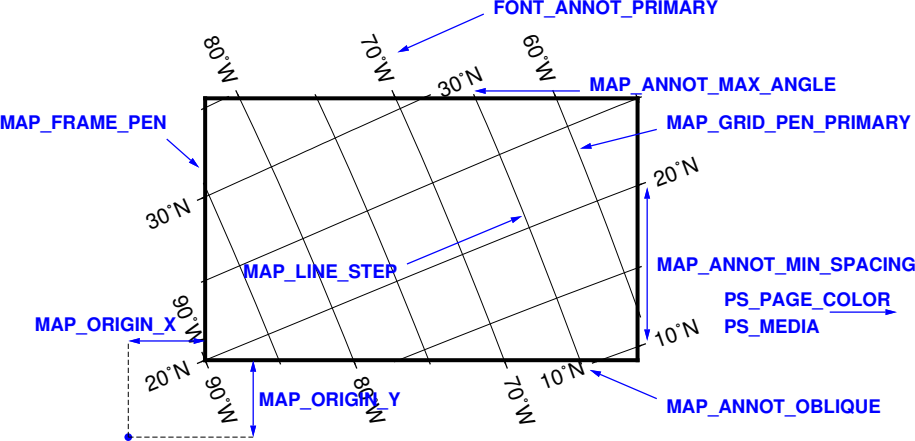 FONT_ANNOT_PRIMARY
80°W
70°W
60°W
30°N
MAP_ANNOT_MAX_ANGLE
MAP_FRAME_PEN
MAP_GRID_PEN_PRIMARY
20°N
30°N
MAP_LINE_STEP
MAP_ANNOT_MIN_SPACING
PS_PAGE_COLOR
90°W
MAP_ORIGIN_X
PS_MEDIA
10°N
20°N
90°W
MAP_ORIGIN_Y
80°W
70°W
10°N
MAP_ANNOT_OBLIQUE